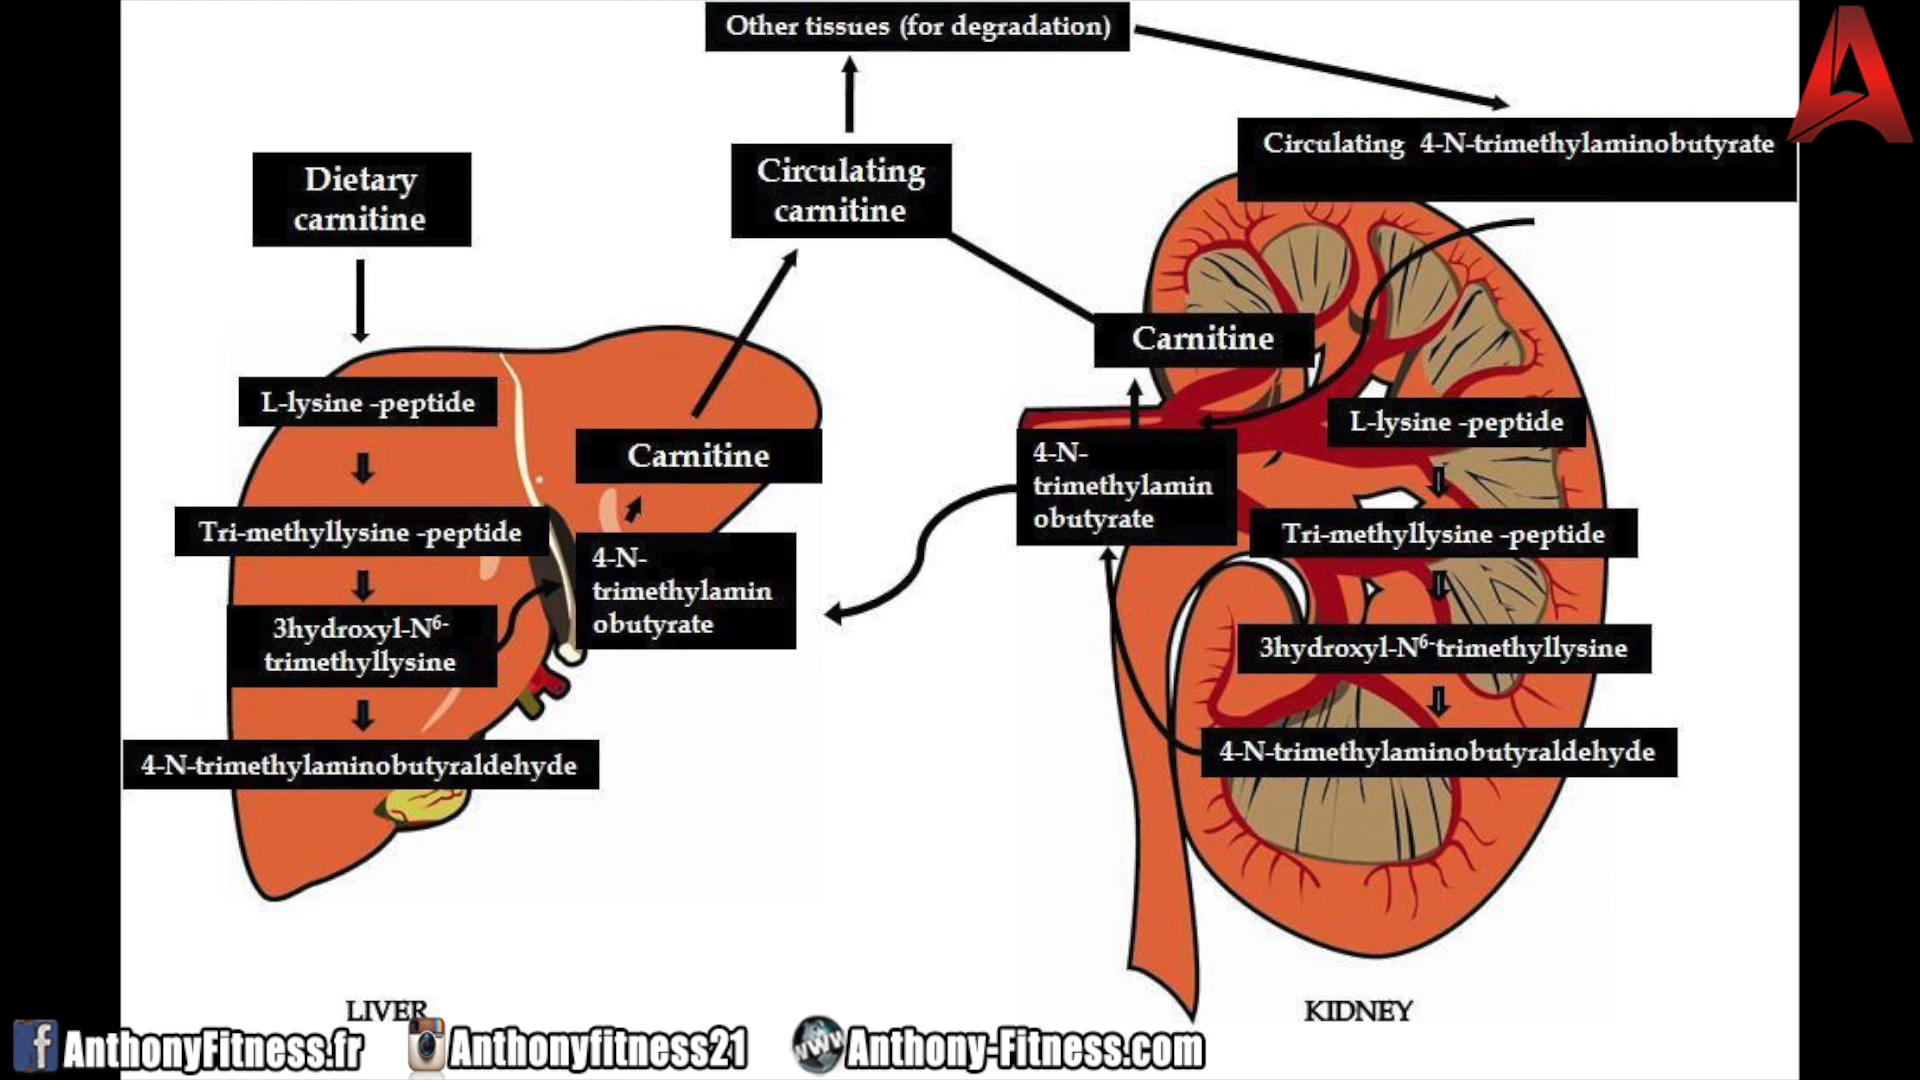 Other tissues (for degradation)
Circulating 4-N-trimethylaminobutyrate
Dietary
carnitine
Circulating
carnitine
Carnitine
L-lysine -peptide
Carnitine
4-N-
trimethylamin
obutyrate
L-lysine -peptide
Tri-methyllysine -peptide
4-N-
trimethylamin
obutyrate
Tri-methyllysine -peptide
3hydroxyl-N6-
trimethyllysine
3hydroxyl-N6-trimethyllysine
4-N-trimethylaminobutyraldehyde
4-N-trimethylaminobutyraldehyde
LIVER
KIDNEY
f AnthonyFitness.fr
Anthonyfitness21
www Anthony-Fitness.com